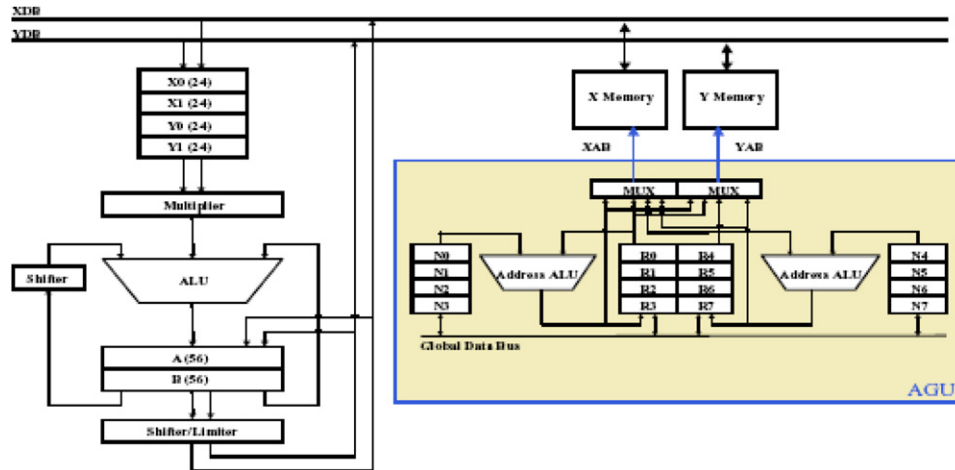 XDB
YDB
X0 (24)
X1 (24)
Y0 (24)
Y1 (24)
Multiplier
Shifter
ALU
A (56)
B (56)
Shifter/Limiter
X Memory
Y Memory
XAB
YAB
MUX
MUX
N0
N1
N2
N3
Address ALU
R0
R1
R2
R3
R4
R5
R6
R7
Address ALU
N4
N5
N6
N7
Global Data Bus
AGU